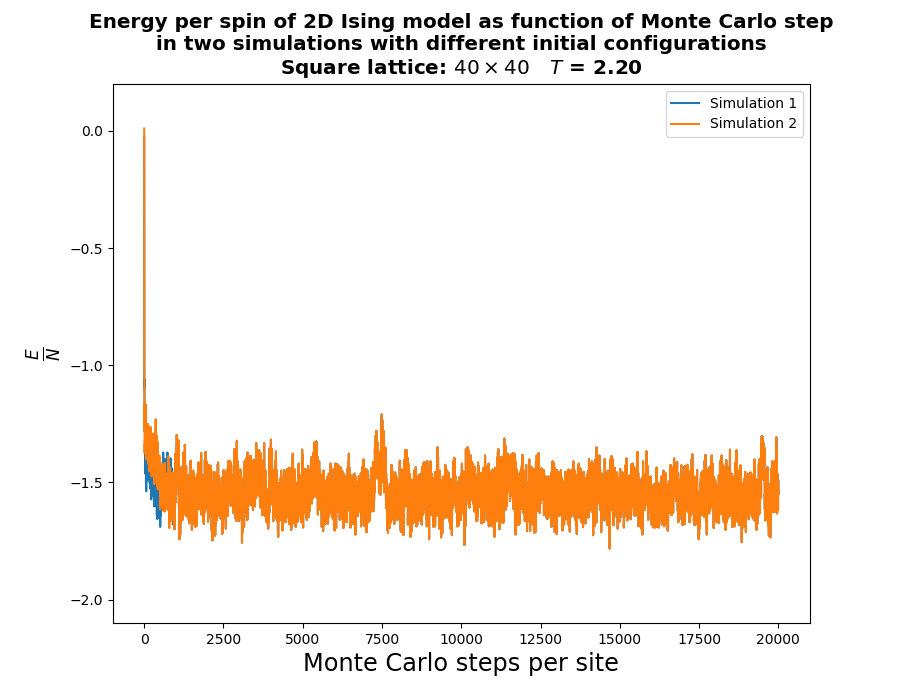 Energy per spin of 2D Ising model as function of Monte Carlo step
in two simulations with different initial configurations
Square lattice: 40 × 40 T = 2.20
Simulation 1
Simulation 2
0.0
−0.5
−1.0
−1.5
−2.0
E
N
0 2500 5000 7500 10000 12500 15000 17500 20000
Monte Carlo steps per site